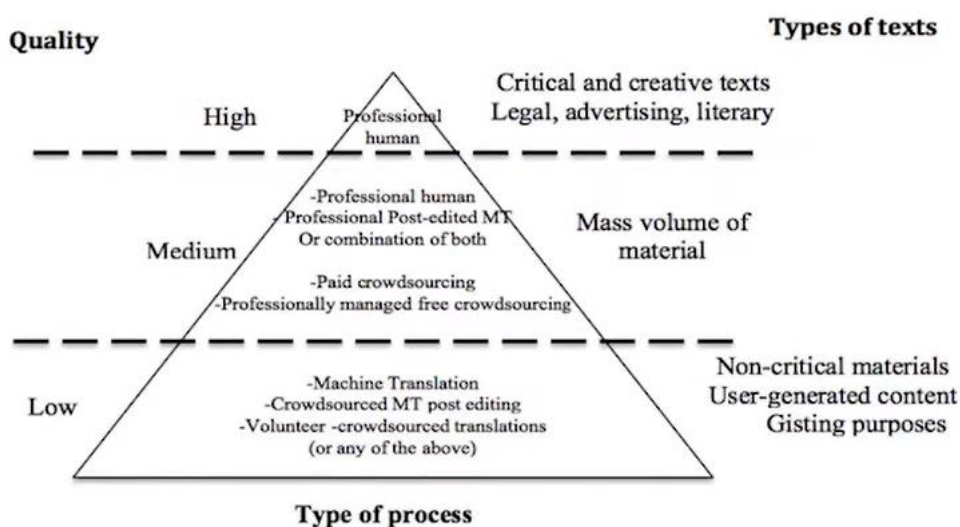 Quality
Types of texts
High
Professional
human
Critical and creative texts
Legal, advertising, literary
Medium
-Professional human
- Professional Post-edited MT
Or combination of both
-Paid crowdsourcing
-Professionally managed free crowdsourcing
Mass volume of
material
Low
-Machine Translation
-Crowdsourced MT post editing
-Volunteer -crowdsourced translations
(or any of the above)
Non-critical materials
User-generated content
Gisting purposes
Type of process